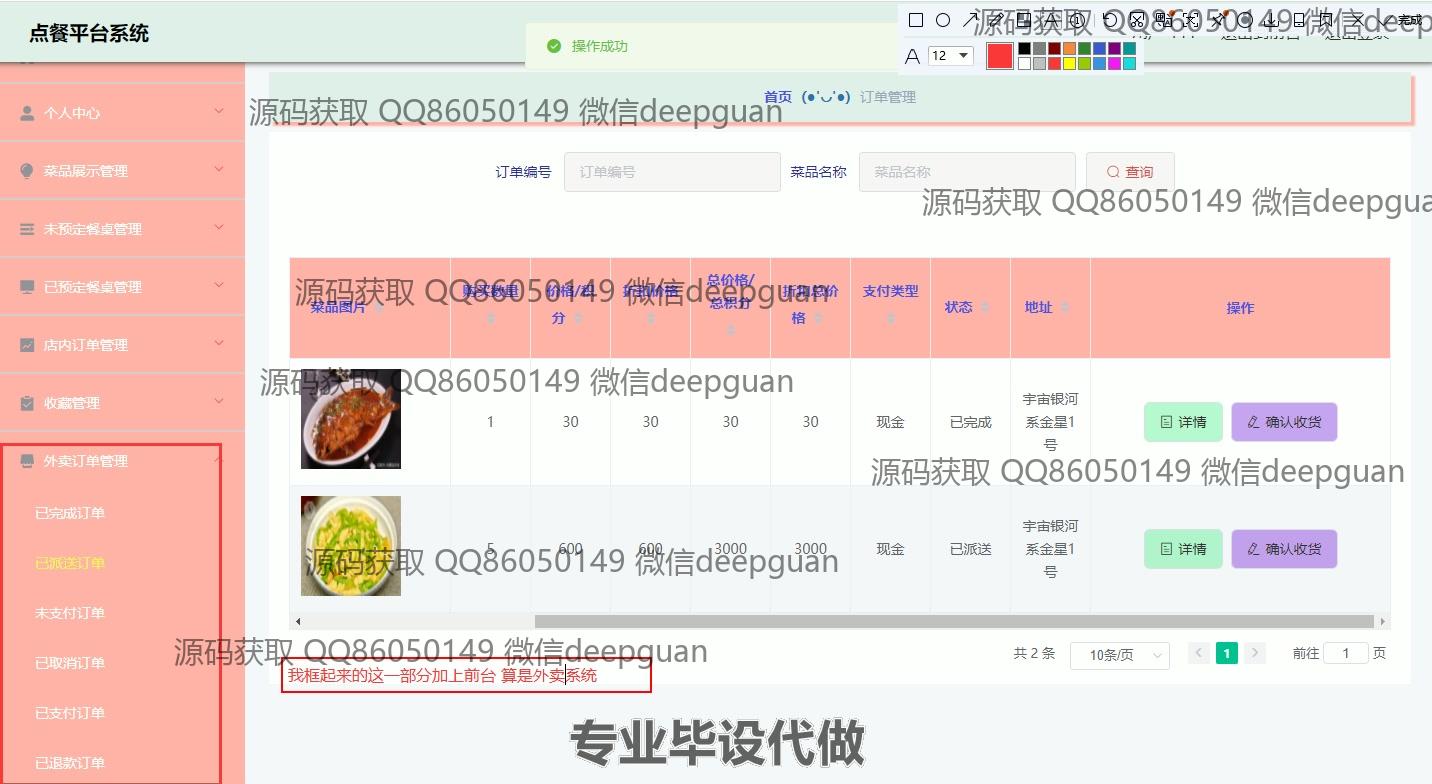 点餐平台系统
操作成功
完成
A 12
个人中心
菜品展示管理
未预定餐桌管理
已预定餐桌管理
店内订单管理
收藏管理
外卖订单管理
已完成订单
已派送订单
未支付订单
已取消订单
已支付订单
已退款订单
首页 (●'◡'●) 订单管理
源码获取 QQ86050149 微信deepguan
订单编号 订单编号 菜品名称 菜品名称 查询
源码获取 QQ86050149 微信deepgua
菜品图片 购买数量 价格/积分 折扣价格 总价格/总积分 折扣总价格 支付类型 状态 地址 操作
源码获取 QQ86050149 微信deepguan
源码获取 QQ86050149 微信deepguan
1 30 30 30 30 现金 已完成 宇宙银河系金星1号 详情 确认收货
源码获取 QQ86050149 微信deepguan
5 600 600 3000 3000 现金 已派送 宇宙银河系金星1号 详情 确认收货
源码获取 QQ86050149 微信deepguan
源码获取 QQ86050149 微信deepguan
共 2 条 10条/页 1 前往 1 页
我框起来的这一部分加上前台 算是外卖系统
专业毕设代做